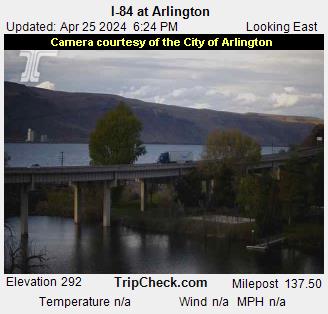 I-84 at Arlington
Updated: Apr 25 2024 6:24 PM Looking East
Camera courtesy of the City of Arlington
Elevation 292 TripCheck.com Milepost 137.50
Temperature n/a Wind n/a MPH n/a